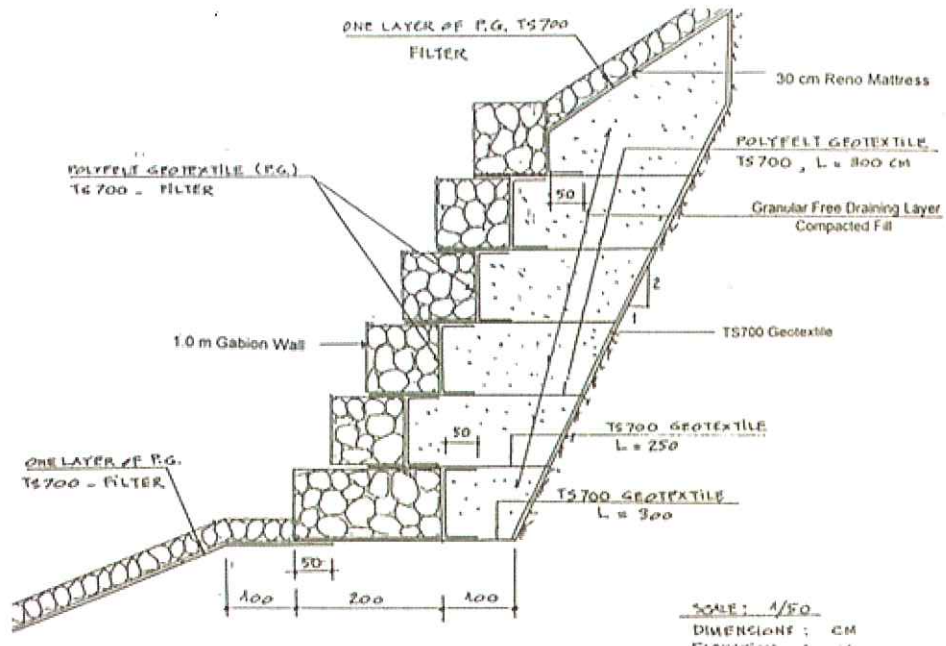 ONE LAYER OF P.G. TS700
FILTER
30 cm Reno Mattress
POLYFELT GEOTEXTILE (P.G.)
TS700 - FILTER
POLYFELT GEOTEXTILE
TS700, L = 300 CM
50
Granular Free Draining Layer
Compacted Fill
2
1
1.0 m Gabion Wall
TS700 Geotextile
50
TS700 GEOTEXTILE
L = 250
ONE LAYER OF P.G.
TS700 - FILTER
TS700 GEOTEXTILE
L = 300
50
100
200
100
SCALE: 1/50
DIMENSIONS: CM